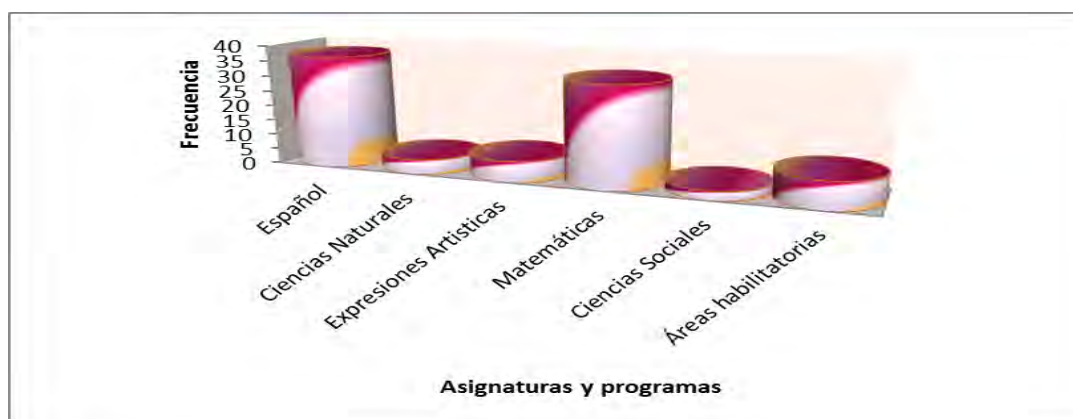 40
35
30
25
20
15
10
5
0
Frecuencia
Español
Ciencias Naturales
Expresiones Artisticas
Matemáticas
Ciencias Sociales
Áreas habilitatorias
Asignaturas y programas